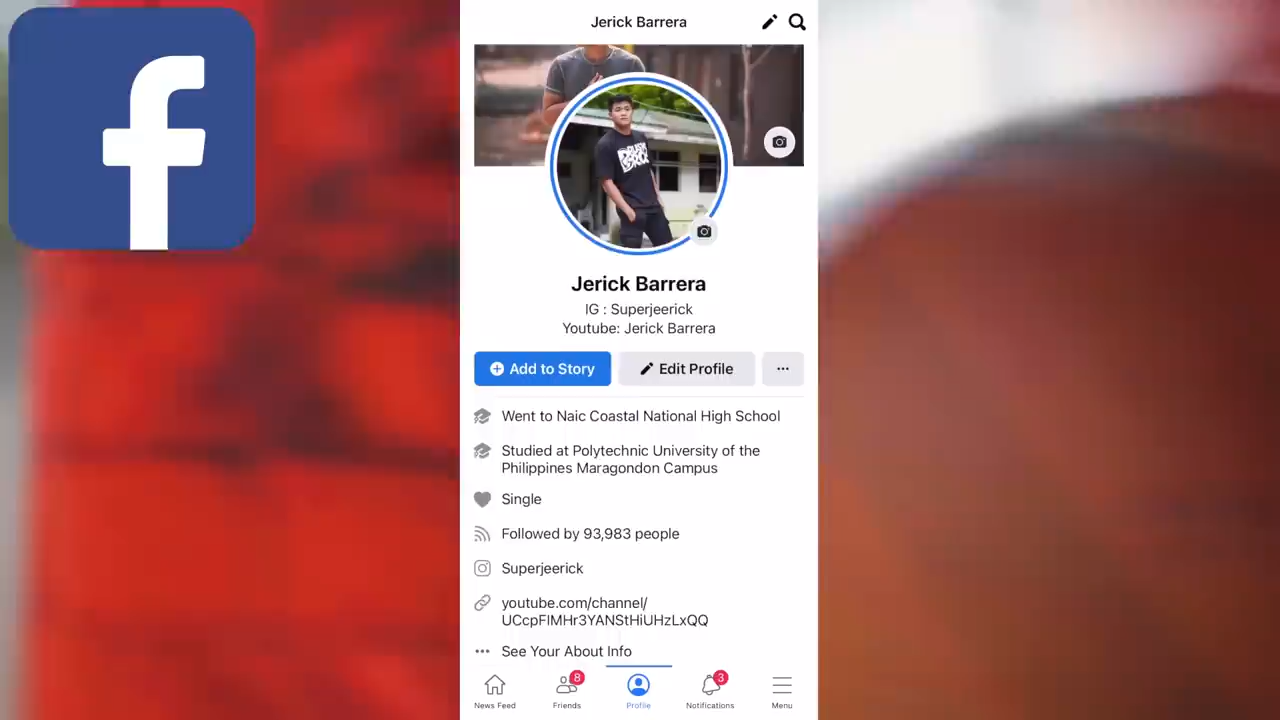 Jerick Barrera
Jerick Barrera
IG : Superjeerick
Youtube: Jerick Barrera
Add to Story
Edit Profile
Went to Naic Coastal National High School
Studied at Polytechnic University of the
Philippines Maragondon Campus
Single
Followed by 93,983 people
Superjeerick
youtube.com/channel/
UCcpFIMHr3YANStHiUHzLxQQ
See Your About Info
8
3
News Feed
Friends
Profile
Notifications
Menu